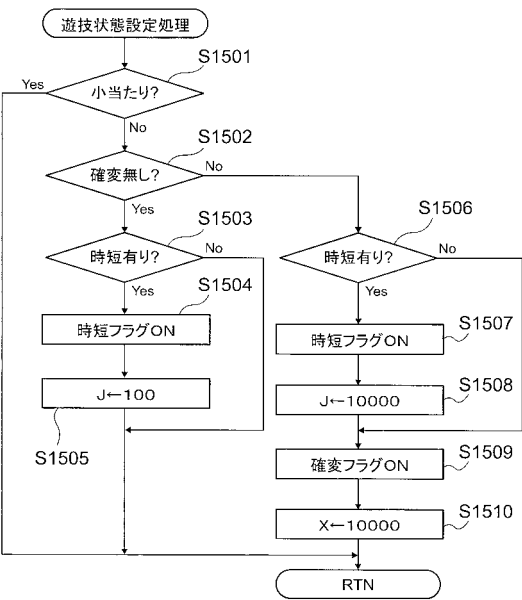 遊技状態設定処理
S1501
小当たり?
Yes
No
S1502
確変無し?
No
Yes
S1503
時短有り?
No
Yes
S1506
時短有り?
No
Yes
S1504
時短フラグON
S1507
時短フラグON
J←100
S1505
S1508
J←10000
S1509
確変フラグON
S1510
X←10000
RTN